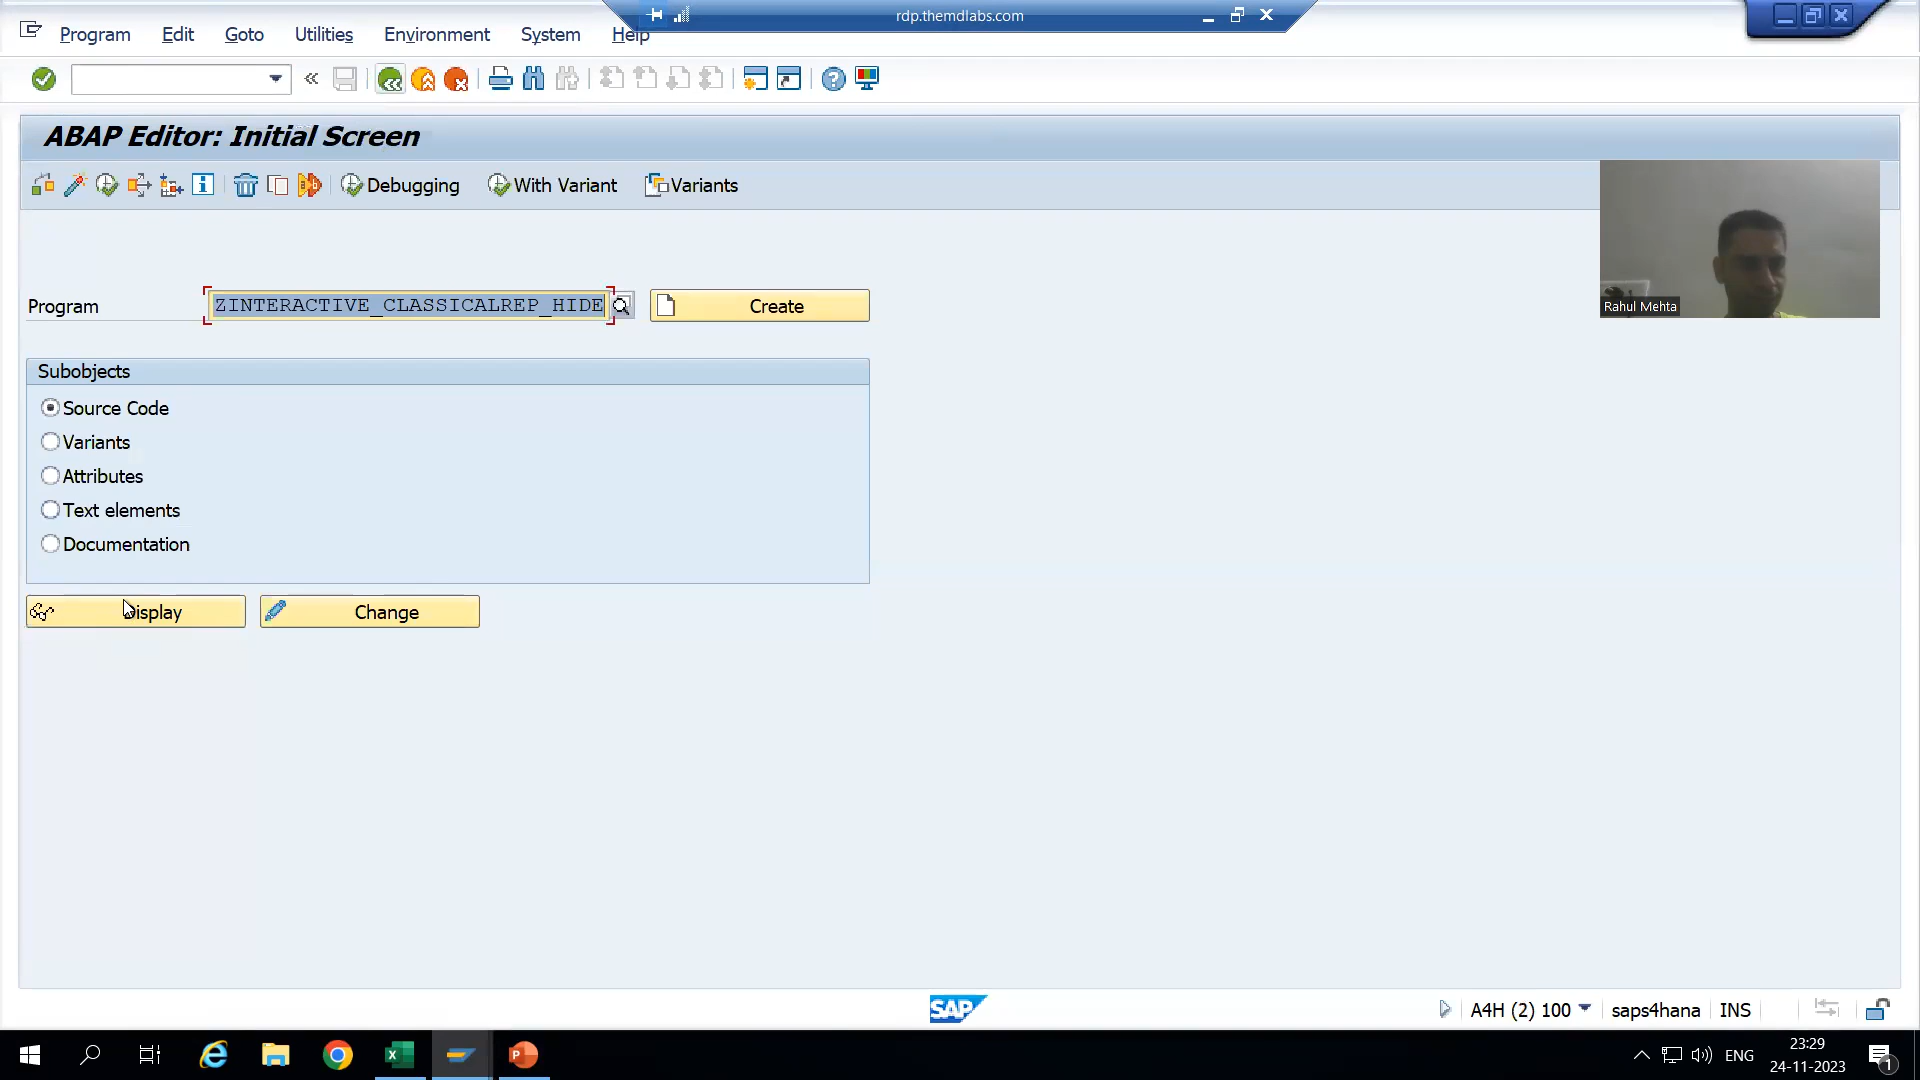 rdp.themdlabs.com
Program Edit Goto Utilities Environment System Help
ABAP Editor: Initial Screen
Debugging With Variant Variants
Rahul Mehta
Program ZINTERACTIVE_CLASSICALREP_HIDE Create
Subobjects
Source Code
Variants
Attributes
Text elements
Documentation
Display Change
SAP A4H (2) 100 saps4hana INS
ENG 23:29
24-11-2023
1